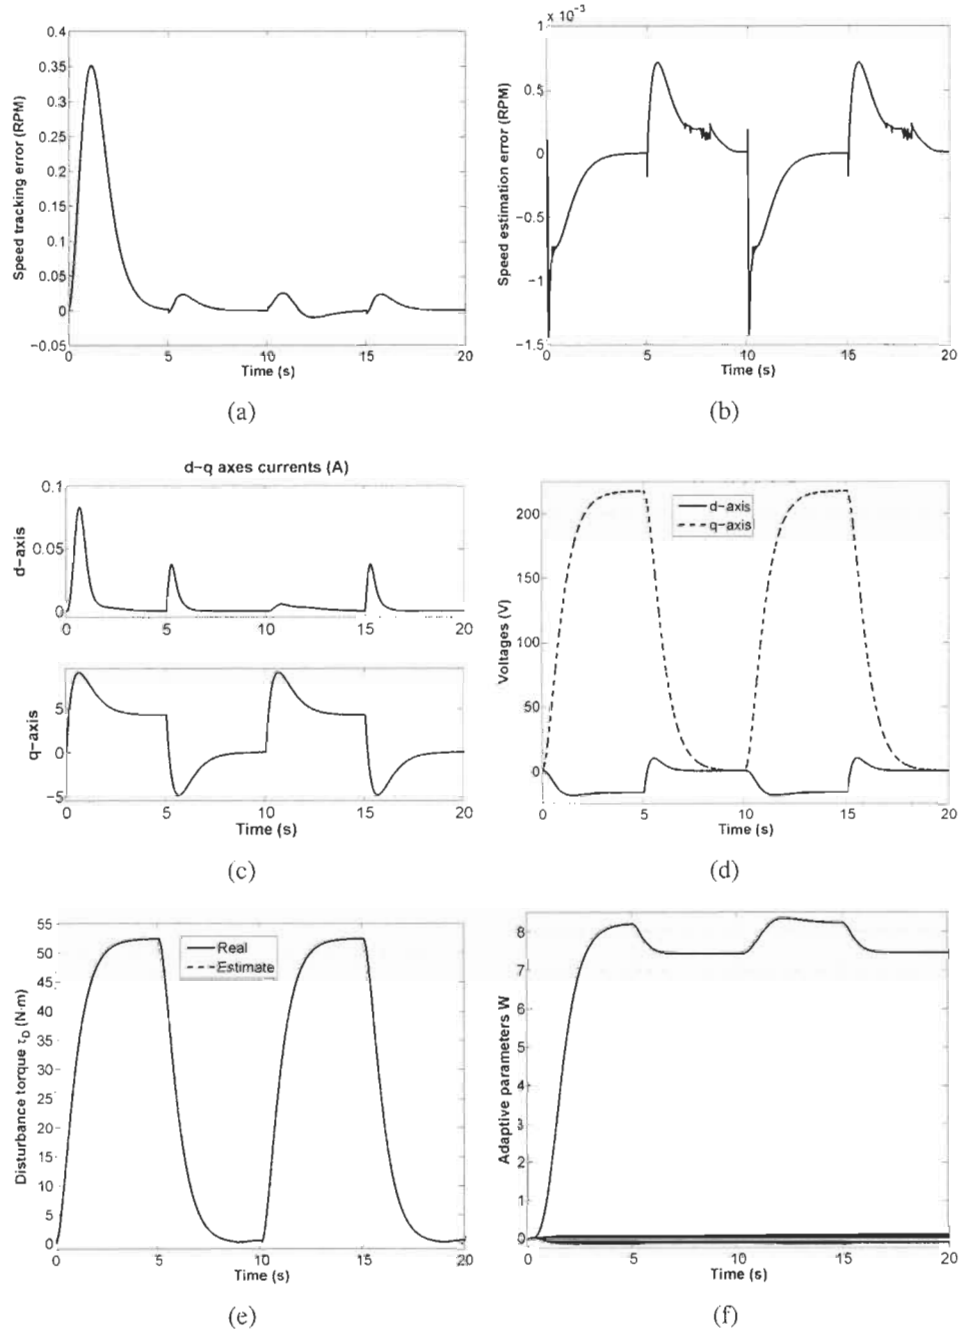 0.4
0.35
0.3
0.25
0.2
0.15
0.1
0.05
0
−0.05
0 5 10 15 20
Speed tracking error (RPM)
Time (s)
(a)
1 x 10⁻³
0.5
0
−0.5
−1
−1.5
0 5 10 15 20
Speed estimation error (RPM)
Time (s)
(b)
d−q axes currents (A)
0.1
0.05
0
0 5 10 15 20
d−axis
5
0
−5
0 5 10 15 20
q−axis
Time (s)
(c)
200
150
100
50
0
0 5 10 15 20
Voltages (V)
d−axis
q−axis
Time (s)
(d)
55
50
45
40
35
30
25
20
15
10
5
0
0 5 10 15 20
Disturbance torque τD (N·m)
Real
Estimate
Time (s)
(e)
8
7
6
5
4
3
2
1
0
0 5 10 15 20
Adaptive parameters W
Time (s)
(f)